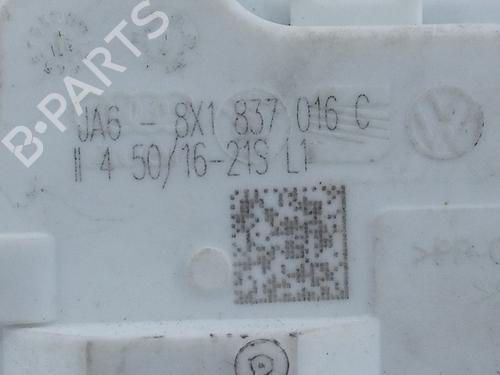 B-PARTS
JA6 - 8X1 837 016 C
II 4 50/16-21S L1